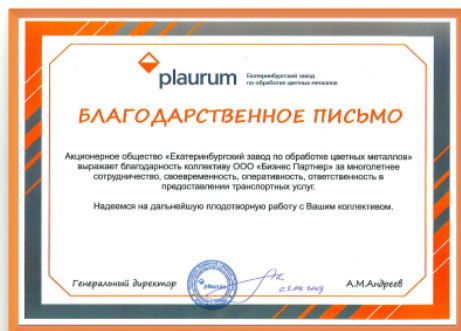 plaurum
Екатеринбургский завод
по обработке цветных металлов
БЛАГОДАРСТВЕННОЕ ПИСЬМО
Акционерное общество «Екатеринбургский завод по обработке цветных металлов»
выражает благодарность коллективу ООО «Бизнес Партнер» за многолетнее
сотрудничество, своевременность, оперативность, ответственность в
предоставлении транспортных услуг.
Надеемся на дальнейшую плодотворную работу с Вашим коллективом.
Генеральный директор
plaurum
А.М.Андреев